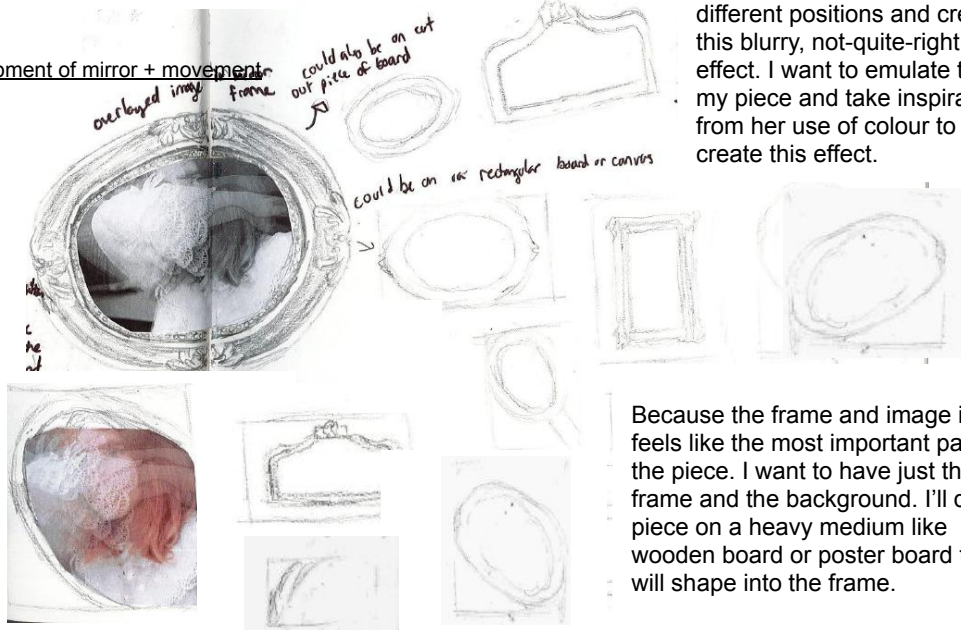 pment of mirror + movement
overlayed image in mirror
frame
could also be on cut
out piece of board
could be on rectangular board or canvas
different positions and cre
this blurry, not-quite-right
effect. I want to emulate t
my piece and take inspira
from her use of colour to
create this effect.
Because the frame and image i
feels like the most important pa
the piece. I want to have just th
frame and the background. I'll c
piece on a heavy medium like
wooden board or poster board
will shape into the frame.